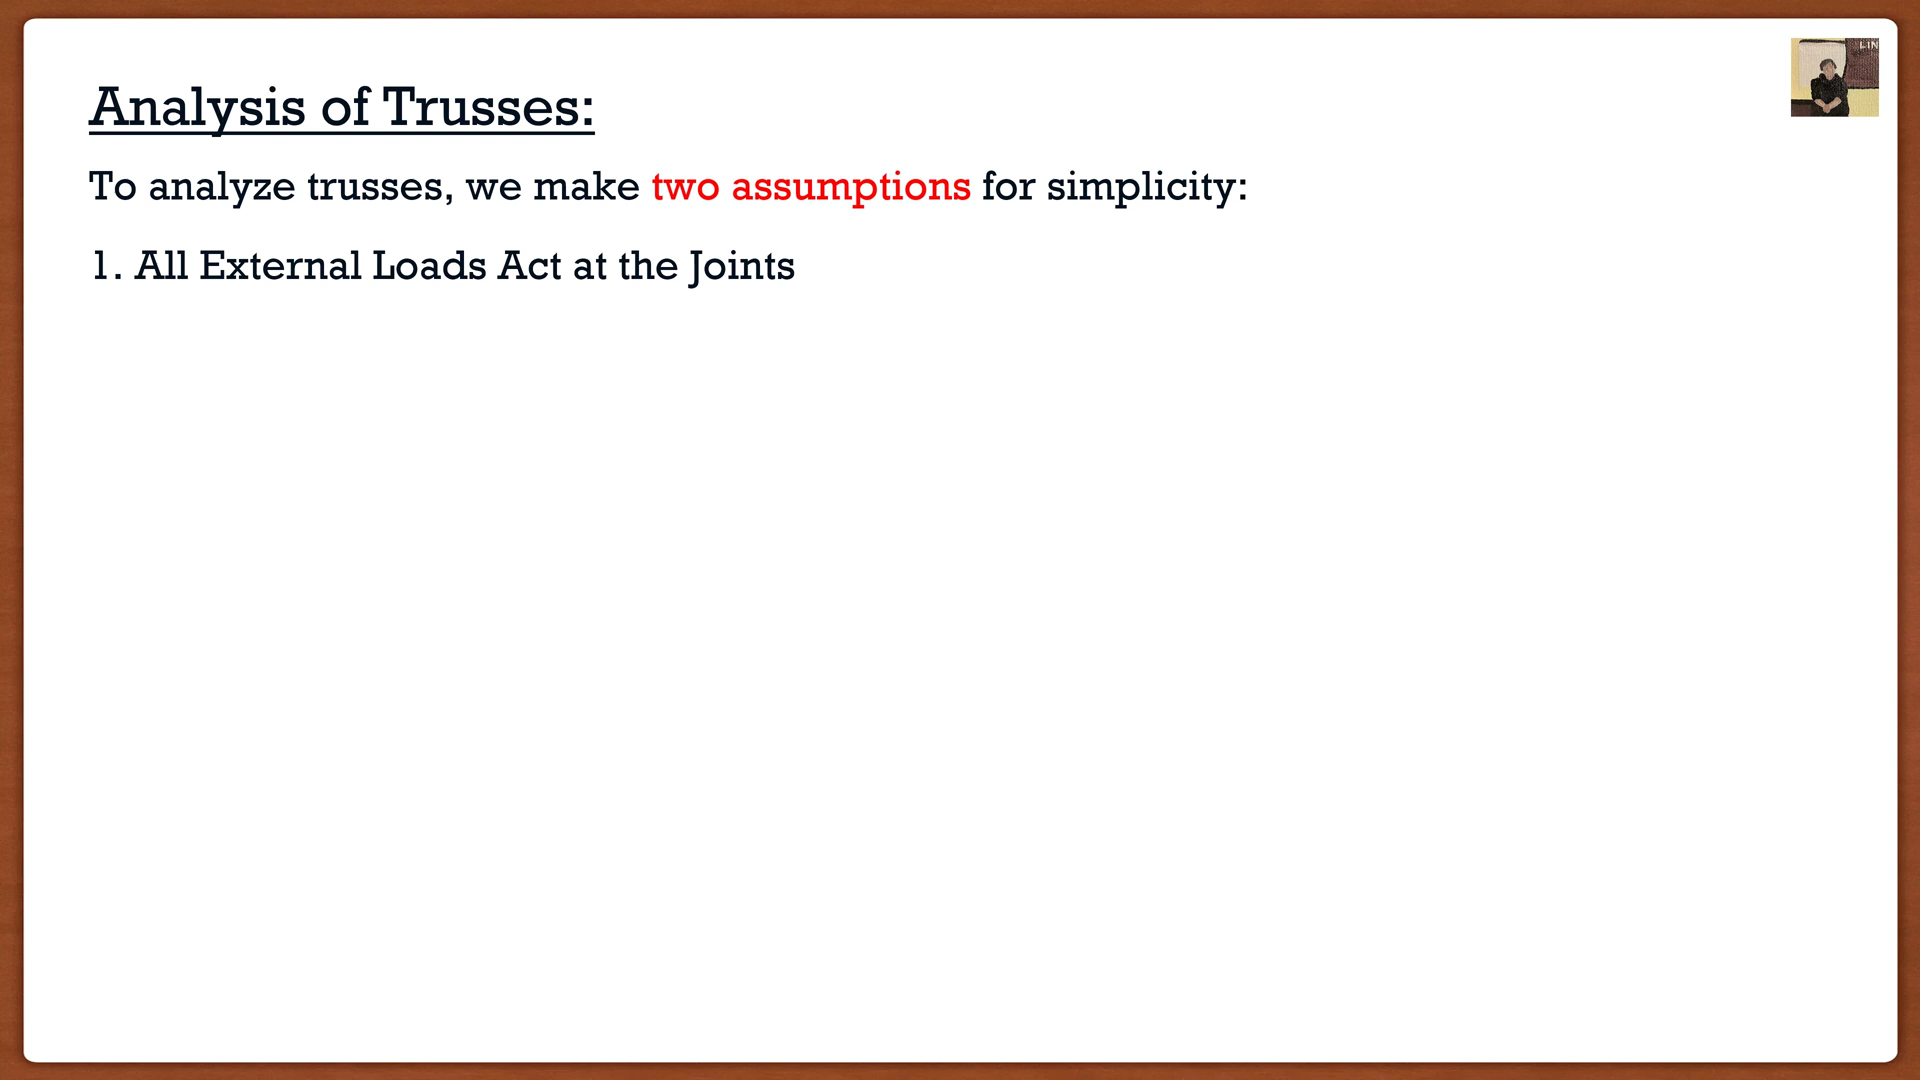 Analysis of Trusses:
To analyze trusses, we make two assumptions for simplicity:
1. All External Loads Act at the Joints
LIN